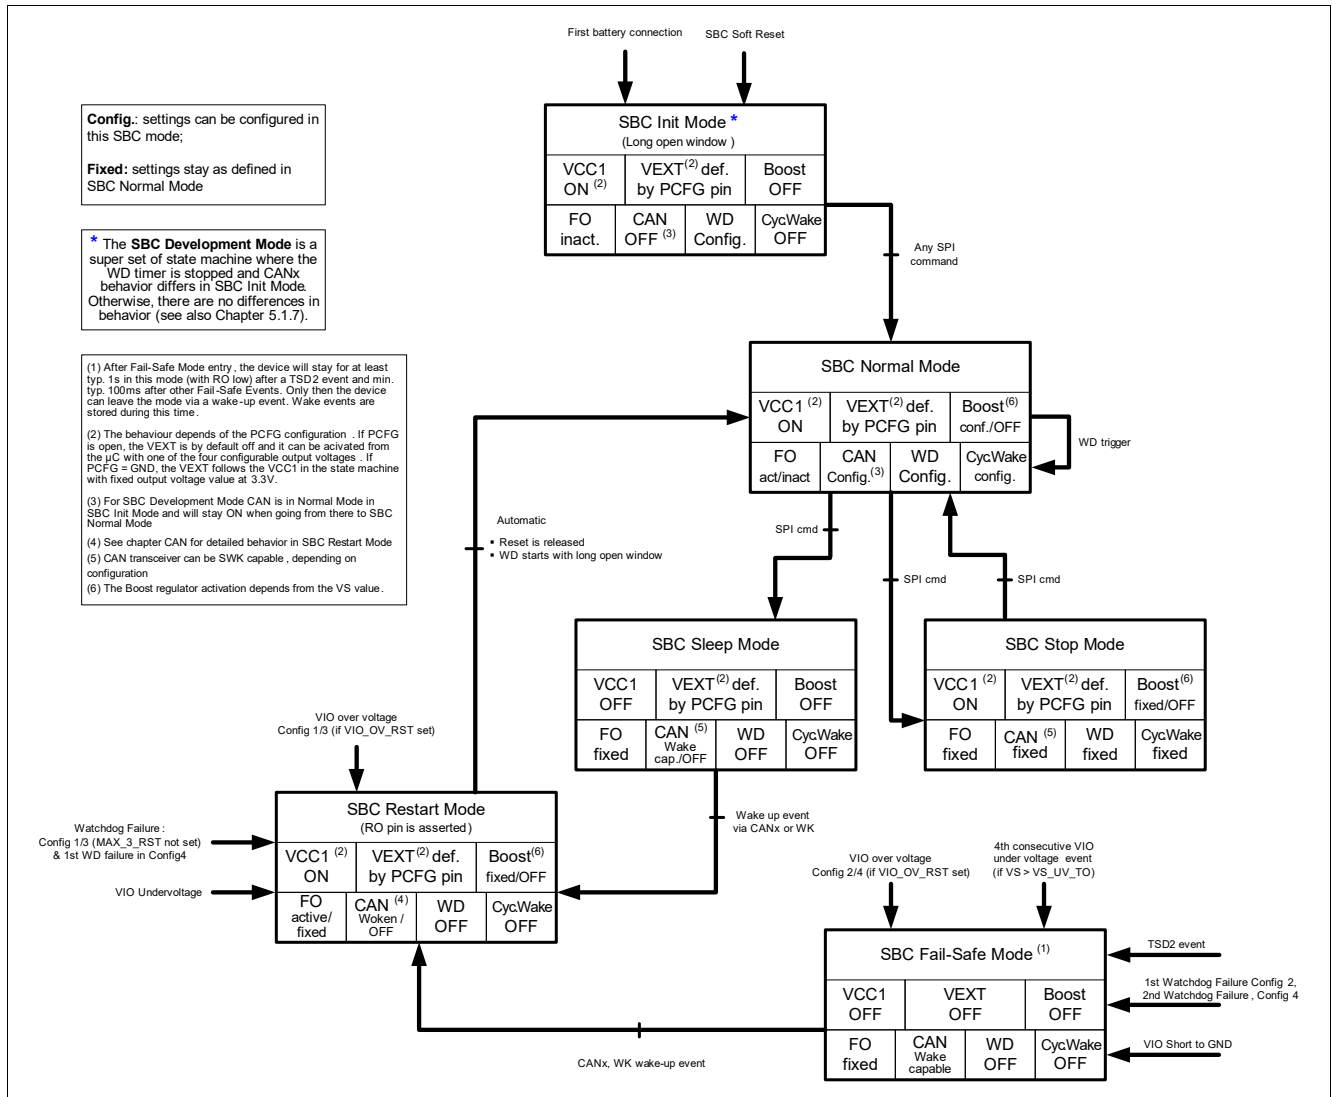 First battery connection
SBC Soft Reset
Config.: settings can be configured in
this SBC mode;
Fixed: settings stay as defined in
SBC Normal Mode
* The SBC Development Mode is a
super set of state machine where the
WD timer is stopped and CANx
behavior differs in SBC Init Mode.
Otherwise, there are no differences in
behavior (see also Chapter 5.1.7).
(1) After Fail-Safe Mode entry, the device will stay for at least
typ. 1s in this mode (with RO low) after a TSD2 event and min.
typ. 100ms after other Fail-Safe Events. Only then the device
can leave the mode via a wake-up event. Wake events are
stored during this time.
(2) The behaviour depends of the PCFG configuration . If PCFG
is open, the VEXT is by default off and it can be acivated from
the µC with one of the four configurable output voltages . If
PCFG = GND, the VEXT follows the VCC1 in the state machine
with fixed output voltage value at 3.3V.
(3) For SBC Development Mode CAN is in Normal Mode in
SBC Init Mode and will stay ON when going from there to SBC
Normal Mode
(4) See chapter CAN for detailed behavior in SBC Restart Mode
(5) CAN transceiver can be SWK capable , depending on
configuration
(6) The Boost regulator activation depends from the VS value.
SBC Init Mode *
(Long open window )
VCC1
ON (2)
VEXT(2) def.
by PCFG pin
Boost
OFF
FO
inact.
CAN
OFF (3)
WD
Config.
Cyc.Wake
OFF
Any SPI
command
SBC Normal Mode
VCC1 (2)
ON
VEXT(2) def.
by PCFG pin
Boost(6)
conf./OFF
FO
act/inact
CAN
Config.(3)
WD
Config.
Cyc.Wake
config.
WD trigger
Automatic
▪ Reset is released
▪ WD starts with long open window
SPI cmd
SPI cmd
SPI cmd
SBC Sleep Mode
VCC1
OFF
VEXT(2) def.
by PCFG pin
Boost
OFF
FO
fixed
CAN (5)
Wake
cap./OFF
WD
OFF
Cyc.Wake
OFF
SBC Stop Mode
VCC1 (2)
ON
VEXT(2) def.
by PCFG pin
Boost(6)
fixed/OFF
FO
fixed
CAN (5)
fixed
WD
fixed
Cyc.Wake
fixed
VIO over voltage
Config 1/3 (if VIO_OV_RST set)
Watchdog Failure :
Config 1/3 (MAX_3_RST not set)
& 1st WD failure in Config4
VIO Undervoltage
SBC Restart Mode
(RO pin is asserted )
VCC1 (2)
ON
VEXT(2) def.
by PCFG pin
Boost(6)
fixed/OFF
FO
active/
fixed
CAN (4)
Woken /
OFF
WD
OFF
Cyc.Wake
OFF
Wake up event
via CANx or WK
VIO over voltage
Config 2/4 (if VIO_OV_RST set)
4th consecutive VIO
under voltage event
(if VS > VS_UV_TO)
SBC Fail-Safe Mode (1)
VCC1
OFF
VEXT
OFF
Boost
OFF
FO
fixed
CAN
Wake
capable
WD
OFF
Cyc.Wake
OFF
TSD2 event
1st Watchdog Failure Config 2,
2nd Watchdog Failure , Config 4
VIO Short to GND
CANx, WK wake-up event